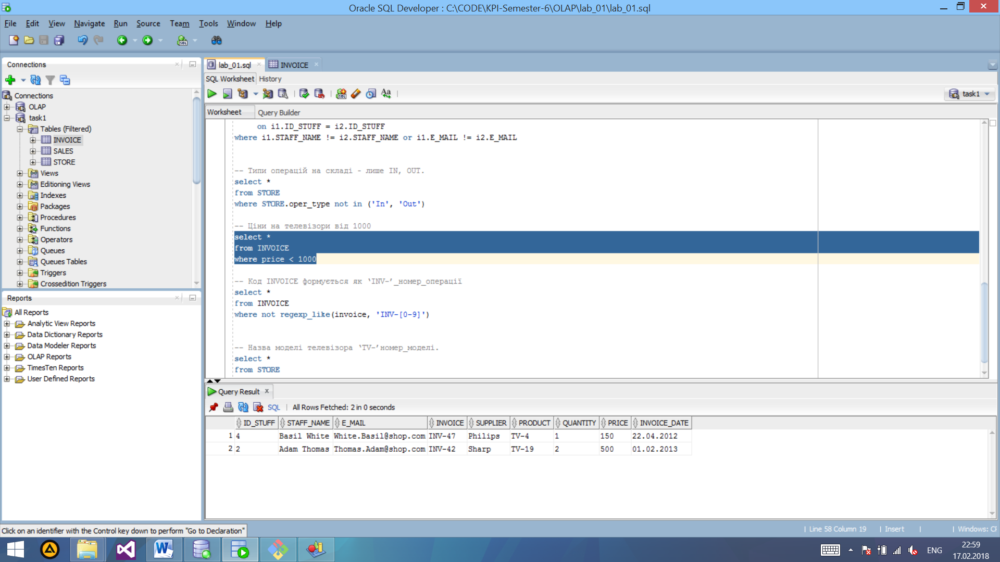 Oracle SQL Developer : C:\CODE\KPI-Semester-6\OLAP\lab_01\lab_01.sql
File Edit View Navigate Run Source Team Tools Window Help
Connections
Connections
OLAP
task1
Tables (Filtered)
INVOICE
SALES
STORE
Views
Editioning Views
Indexes
Packages
Procedures
Functions
Operators
Queues
Queues Tables
Triggers
Crossedition Triggers
Reports
All Reports
Analytic View Reports
Data Dictionary Reports
Data Modeler Reports
OLAP Reports
TimesTen Reports
User Defined Reports
lab_01.sql INVOICE
SQL Worksheet History
task1
Worksheet Query Builder
on i1.ID_STUFF = i2.ID_STUFF
where i1.STAFF_NAME != i2.STAFF_NAME or i1.E_MAIL != i2.E_MAIL
-- Типи операцій на складі - лише IN, OUT.
select *
from STORE
where STORE.oper_type not in ('In', 'Out')
-- Ціни на телевізори від 1000
select *
from INVOICE
where price < 1000
-- Код INVOICE формується як ‘INV-’_номер_операції
select *
from INVOICE
where not regexp_like(invoice, 'INV-[0-9]')
-- Назва моделі телевізора ‘TV-’номер_моделі.
select *
from STORE
Query Result
SQL | All Rows Fetched: 2 in 0 seconds
ID_STUFF STAFF_NAME E_MAIL INVOICE SUPPLIER PRODUCT QUANTITY PRICE INVOICE_DATE
1 4 Basil White White.Basil@shop.com INV-47 Philips TV-4 1 150 22.04.2012
2 2 Adam Thomas Thomas.Adam@shop.com INV-42 Sharp TV-19 2 500 01.02.2013
Click on an identifier with the Control key down to perform "Go to Declaration"
| Line 58 Column 19 | Insert | | Windows: CF
ENG
22:59
17.02.2018